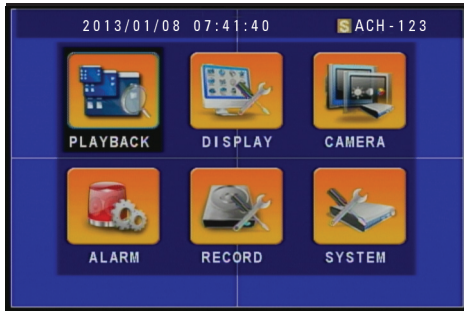 2013/01/08 07:41:40 S ACH-123
PLAYBACK DISPLAY CAMERA
ALARM RECORD SYSTEM